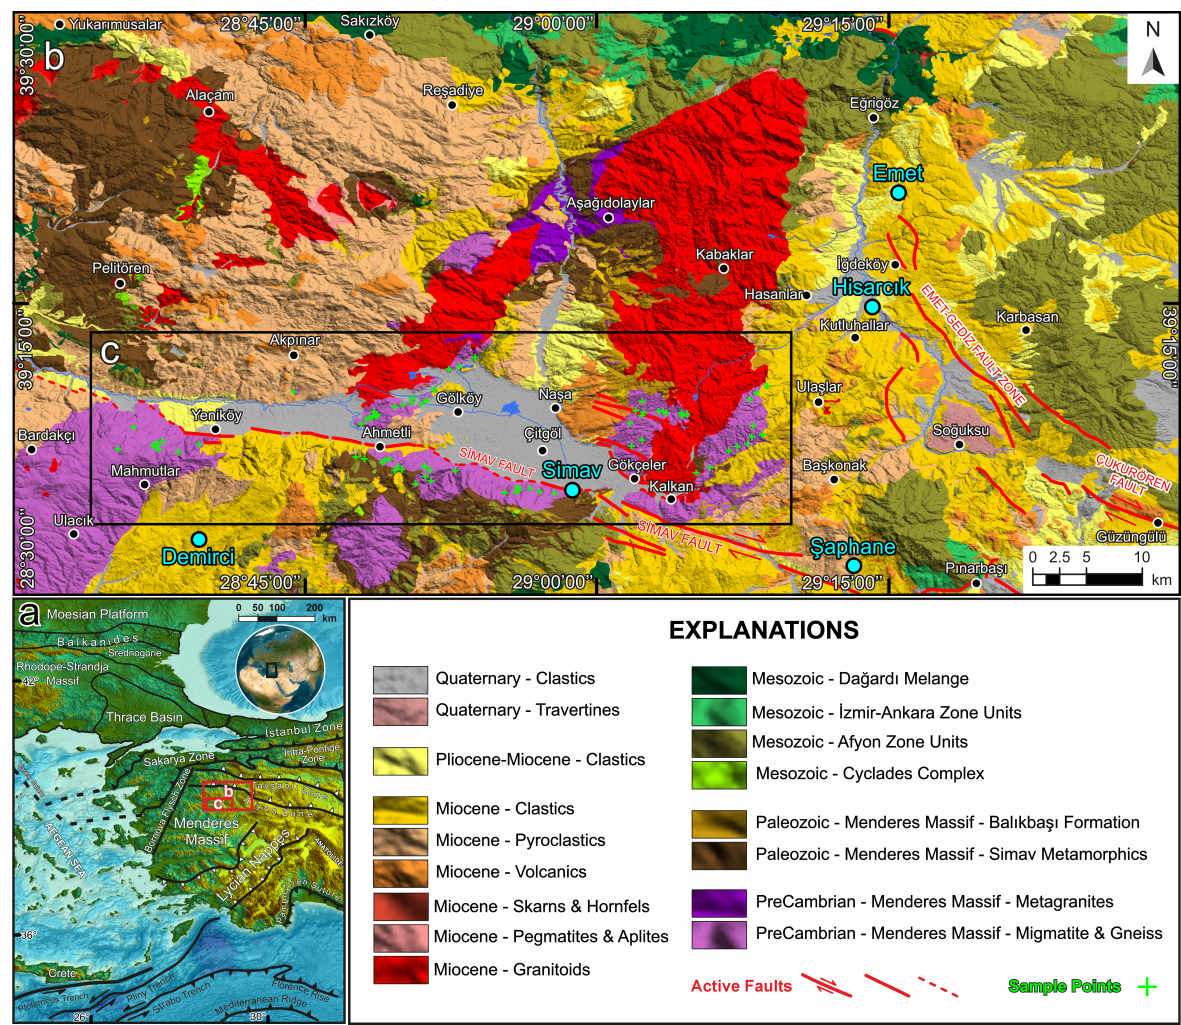 28°45'00"
29°00'00"
29°15'00"
39°30'00"
b
N
Yukarımusalar
Sakızköy
Alaçam
Reşadiye
Eğrigöz
Emet
Aşağıdolaylar
Pelitören
Kabaklar
İğdeköy
Hasanlar
Hisarcık
EMET-GEDİZ FAULT ZONE
Karbasan
Kutluhallar
39°15'00"
39°15'00"
c
Akpınar
Ulaşlar
Gölköy
Naşa
Yeniköy
Bardakçı
Ahmetli
Çitgöl
Soğuksu
SİMAV FAULT
Simav
Gökçeler
Başkonak
ÇUKURÖREN
FAULT
Mahmutlar
Kalkan
Ulacık
SİMAV FAULT
Güzüngülü
Demirci
Şaphane
Pınarbaşı
0 2.5 5 10
km
28°30'00"
28°45'00"
29°00'00"
29°15'00"
a
Moesian Platform
0 50 100 200
km
Balkanides
Srednogorie
Rhodope-Strandja
Massif
42°
Thrace Basin
Istanbul Zone
Intra-Pontide
Zone
Sakarya Zone
Bornova Flysch Zone
b
c
Menderes
Massif
AEGEAN SEA
Lycian Nappes
36°
Crete
Ptolemeus Trench
Pliny Trench
Strabo Trench
Florence Rise
Mediterranean Ridge
26°
30°
EXPLANATIONS
Quaternary - Clastics
Quaternary - Travertines
Pliocene-Miocene - Clastics
Miocene - Clastics
Miocene - Pyroclastics
Miocene - Volcanics
Miocene - Skarns & Hornfels
Miocene - Pegmatites & Aplites
Miocene - Granitoids
Mesozoic - Dağardı Melange
Mesozoic - İzmir-Ankara Zone Units
Mesozoic - Afyon Zone Units
Mesozoic - Cyclades Complex
Paleozoic - Menderes Massif - Balıkbaşı Formation
Paleozoic - Menderes Massif - Simav Metamorphics
PreCambrian - Menderes Massif - Metagranites
PreCambrian - Menderes Massif - Migmatite & Gneiss
Active Faults
Sample Points